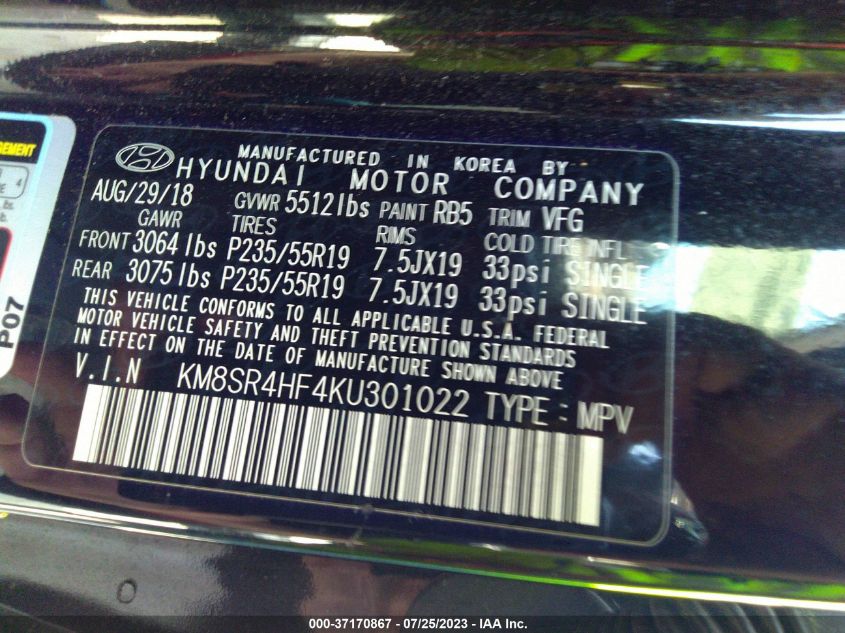 MANUFACTURED IN KOREA BY
HYUNDAI MOTOR COMPANY
AUG/29/18 GVWR 5512lbs PAINT RB5 TRIM VFG
GAWR TIRES RIMS COLD TIRE INFL
FRONT 3064 lbs P235/55R19 7.5JX19 33psi SINGLE
REAR 3075 lbs P235/55R19 7.5JX19 33psi SINGLE
THIS VEHICLE CONFORMS TO ALL APPLICABLE U.S.A. FEDERAL
MOTOR VEHICLE SAFETY AND THEFT PREVENTION STANDARDS
IN EFFECT ON THE DATE OF MANUFACTURE SHOWN ABOVE
V.I.N KM8SR4HF4KU301022 TYPE : MPV
P07
000-37170867 - 07/25/2023 - IAA Inc.